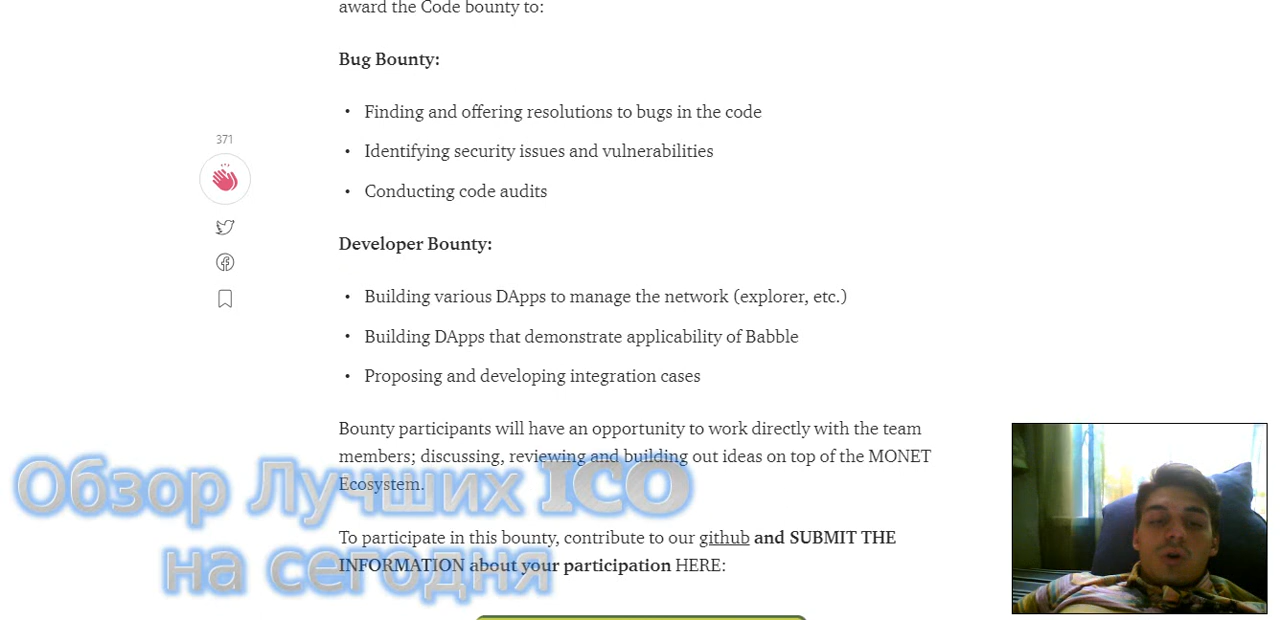 award the Code bounty to:
Bug Bounty:
• Finding and offering resolutions to bugs in the code
371
• Identifying security issues and vulnerabilities
• Conducting code audits
Developer Bounty:
• Building various DApps to manage the network (explorer, etc.)
• Building DApps that demonstrate applicability of Babble
• Proposing and developing integration cases
Bounty participants will have an opportunity to work directly with the team
members; discussing, reviewing and building out ideas on top of the MONET
Ecosystem.
Обзор Лучших ICO
на сегодня
To participate in this bounty, contribute to our github and SUBMIT THE
INFORMATION about your participation HERE: